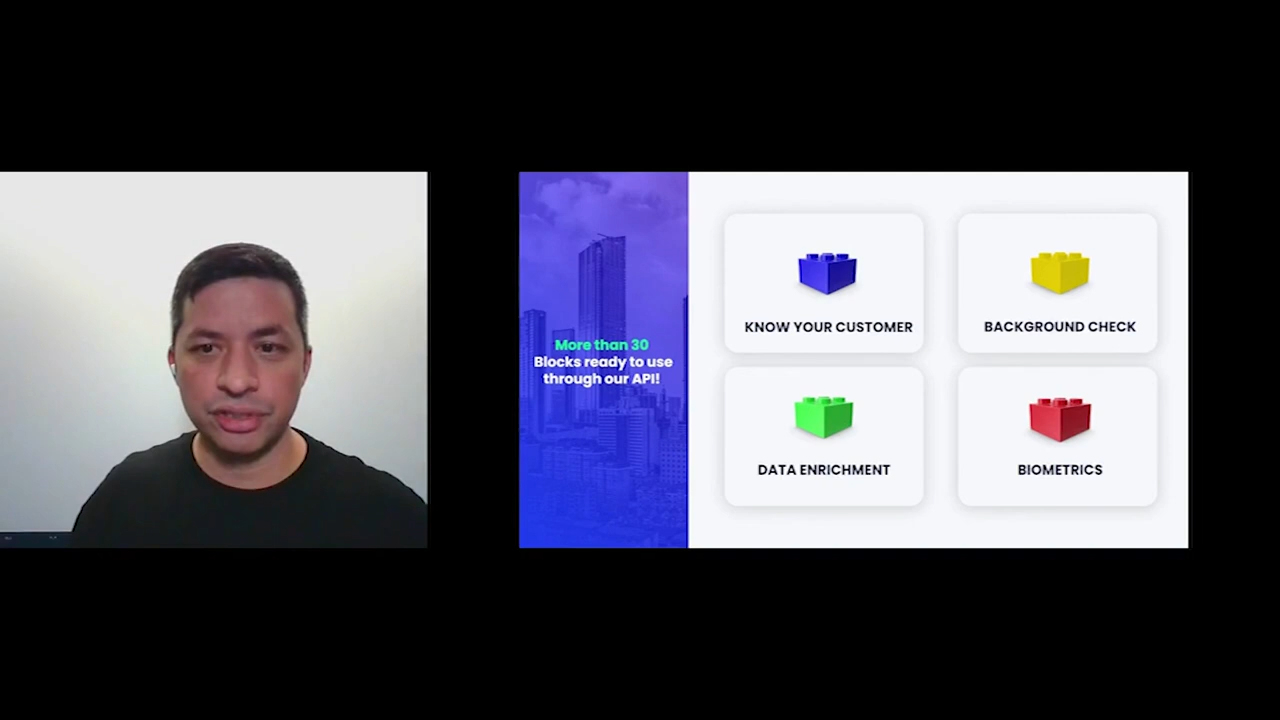 More than 30
Blocks ready to use
through our API!
KNOW YOUR CUSTOMER
BACKGROUND CHECK
DATA ENRICHMENT
BIOMETRICS